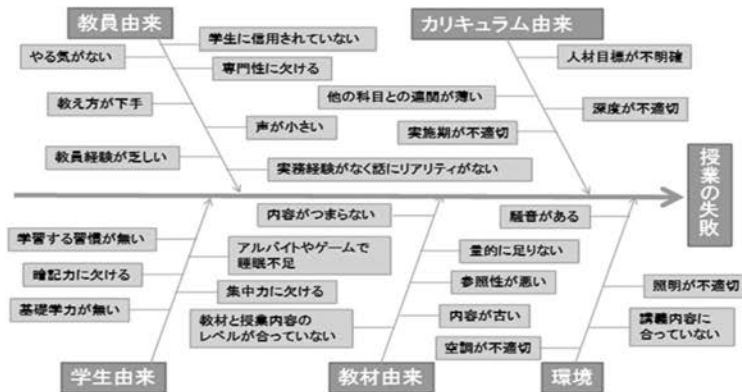 教員由来
カリキュラム由来
学生に信用されていない
やる気がない
専門性に欠ける
人材目標が不明確
他の科目との連関が薄い
教え方が下手
深度が不適切
声が小さい
実施期が不適切
教員経験が乏しい
実務経験がなく話にリアリティがない
授業の失敗
内容がつまらない
騒音がある
学習する習慣が無い
アルバイトやゲームで
睡眠不足
量的に足りない
暗記力に欠ける
参照性が悪い
照明が不適切
集中力に欠ける
基礎学力が無い
教材と授業内容の
レベルが合っていない
内容が古い
講義内容に
合っていない
空調が不適切
学生由来
教材由来
環境